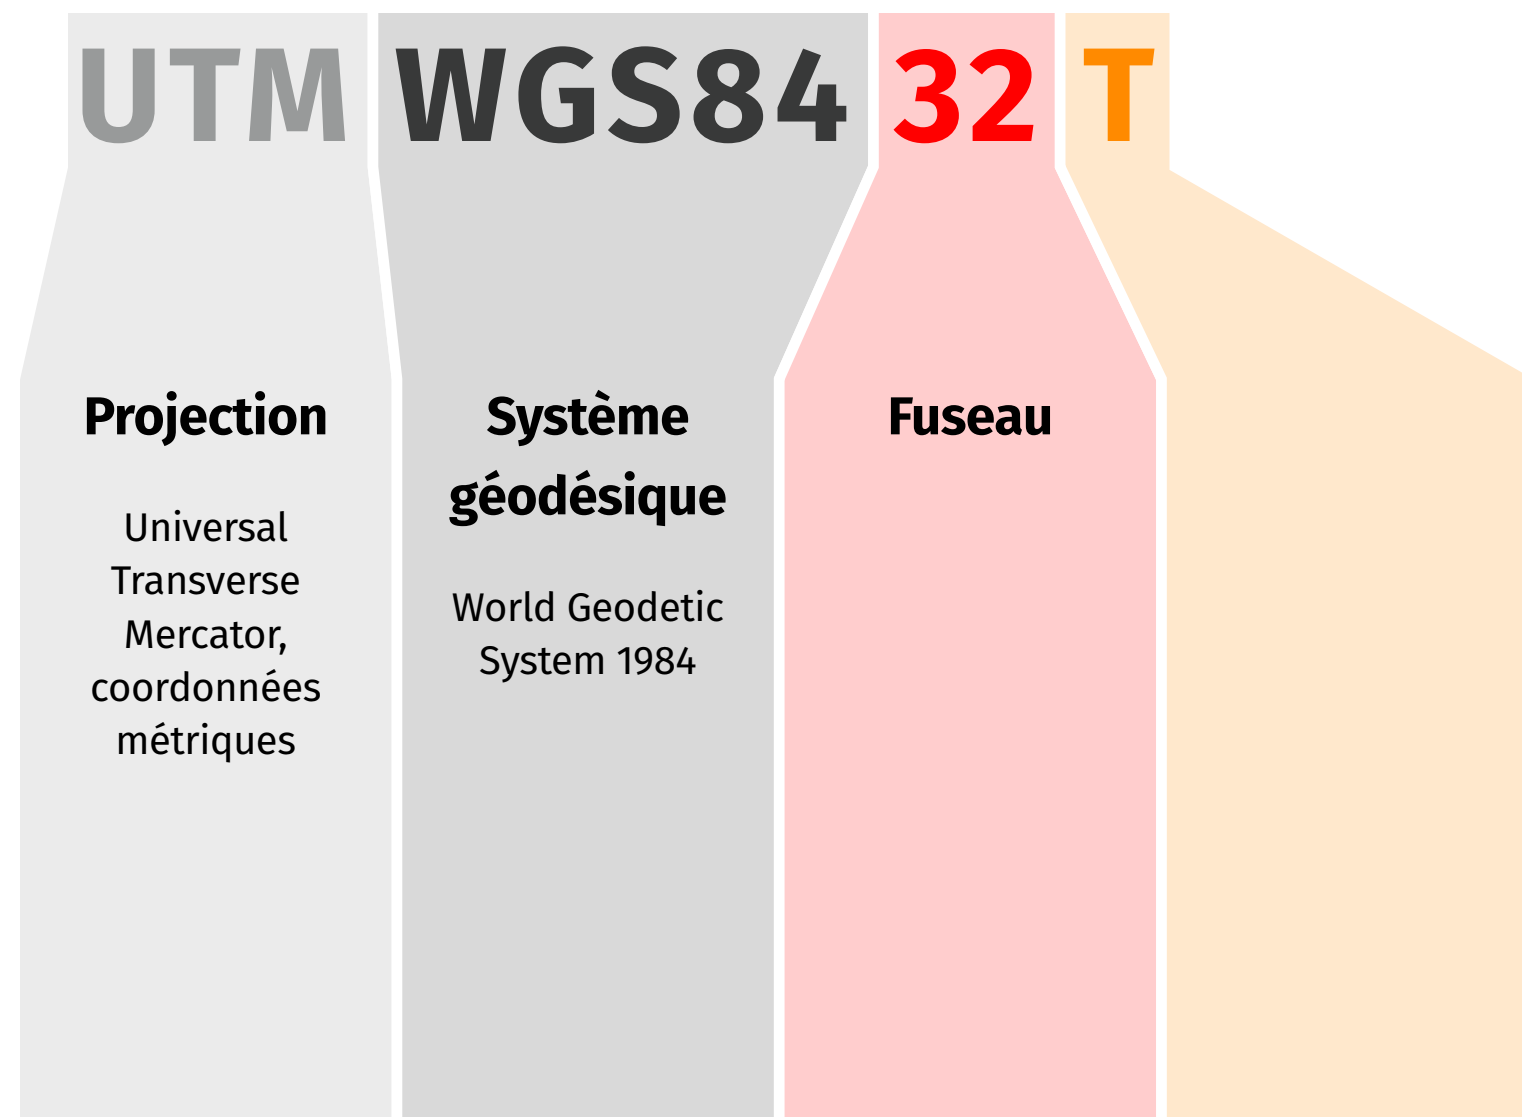 UTM WGS84 32 T
Projection
Universal
Transverse
Mercator,
coordonnées
métriques
Système
géodésique
World Geodetic
System 1984
Fuseau